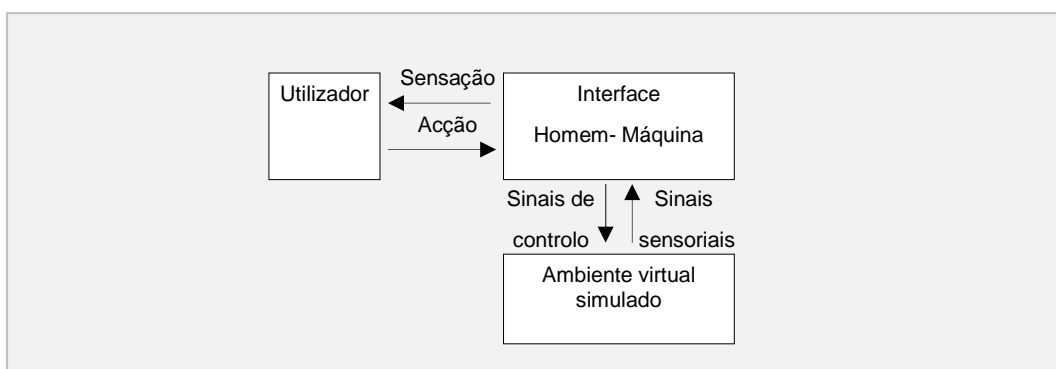 Utilizador
Sensação
Acção
Interface
Homem- Máquina
Sinais de
controlo
Sinais
sensoriais
Ambiente virtual
simulado